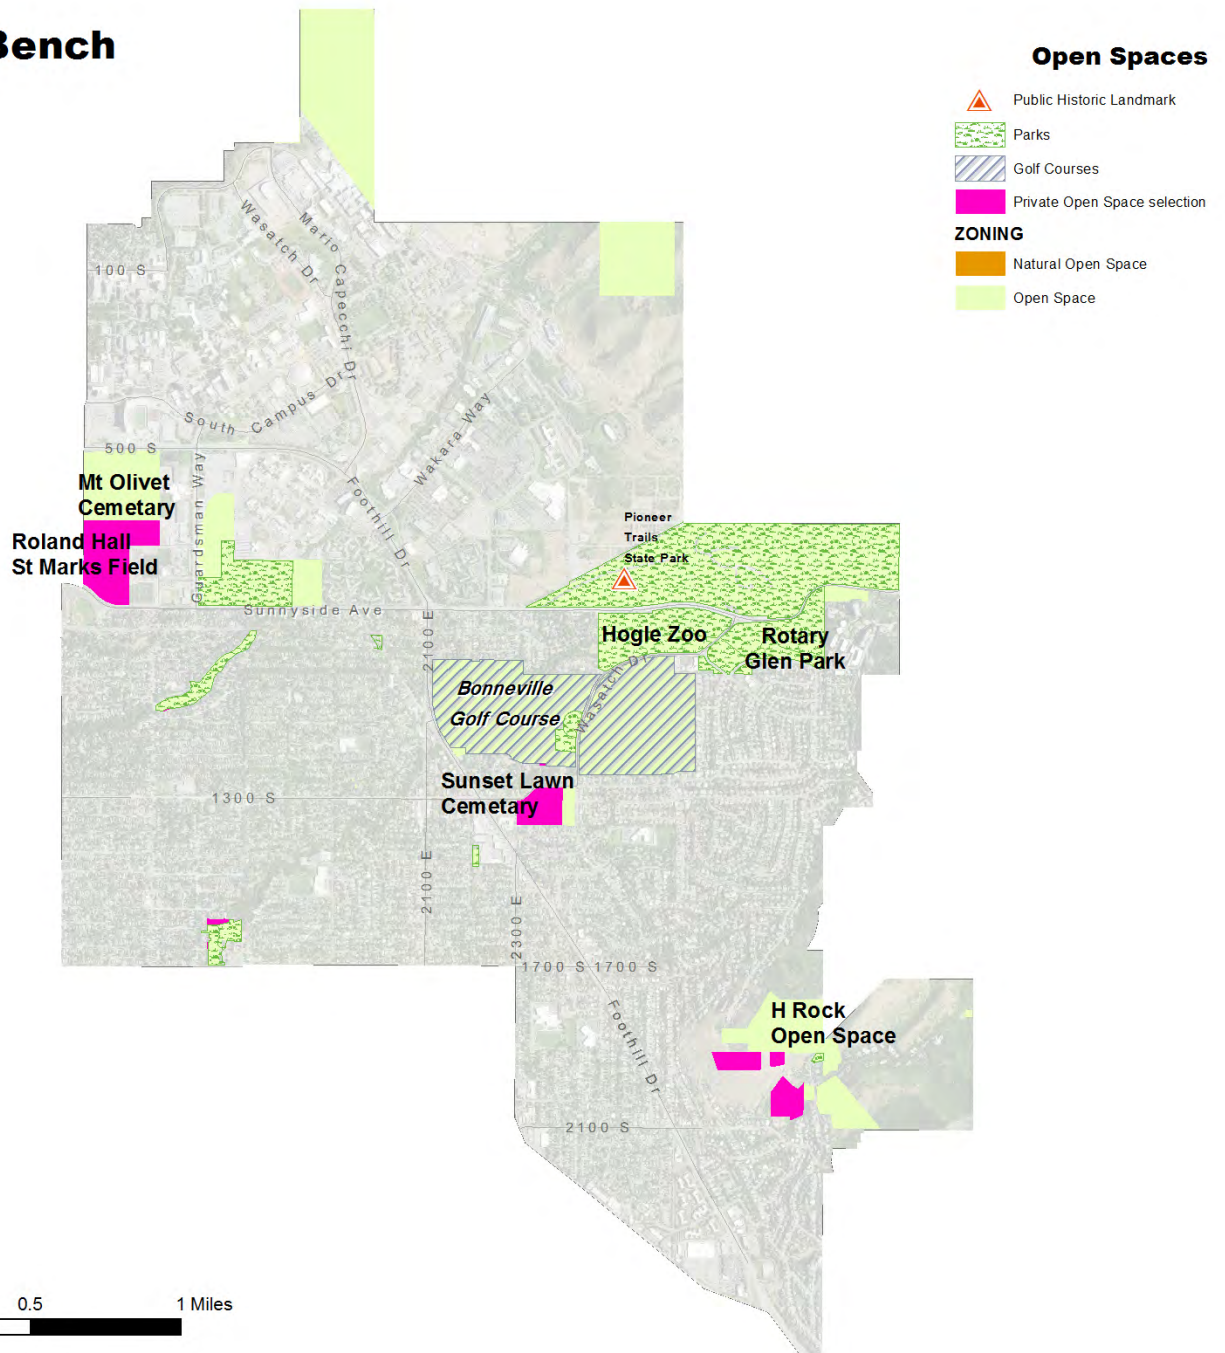 Bench
Open Spaces
Public Historic Landmark
Parks
Golf Courses
Private Open Space selection
ZONING
Natural Open Space
Open Space
Wasatch Dr
Mario Capecchi Dr
100 S
South Campus Dr
Wakara Way
500 S
Guardsman Way
Foothill Dr
Mt Olivet
Cemetary
Roland Hall
St Marks Field
Pioneer
Trails
State Park
Sunnyside Ave
2100 E
Hogle Zoo
Rotary
Glen Park
Wasatch Dr
Bonneville
Golf Course
Sunset Lawn
Cemetary
1300 S
2100 E
2300 E
1700 S 1700 S
Foothill Dr
H Rock
Open Space
2100 S
0.5
1 Miles